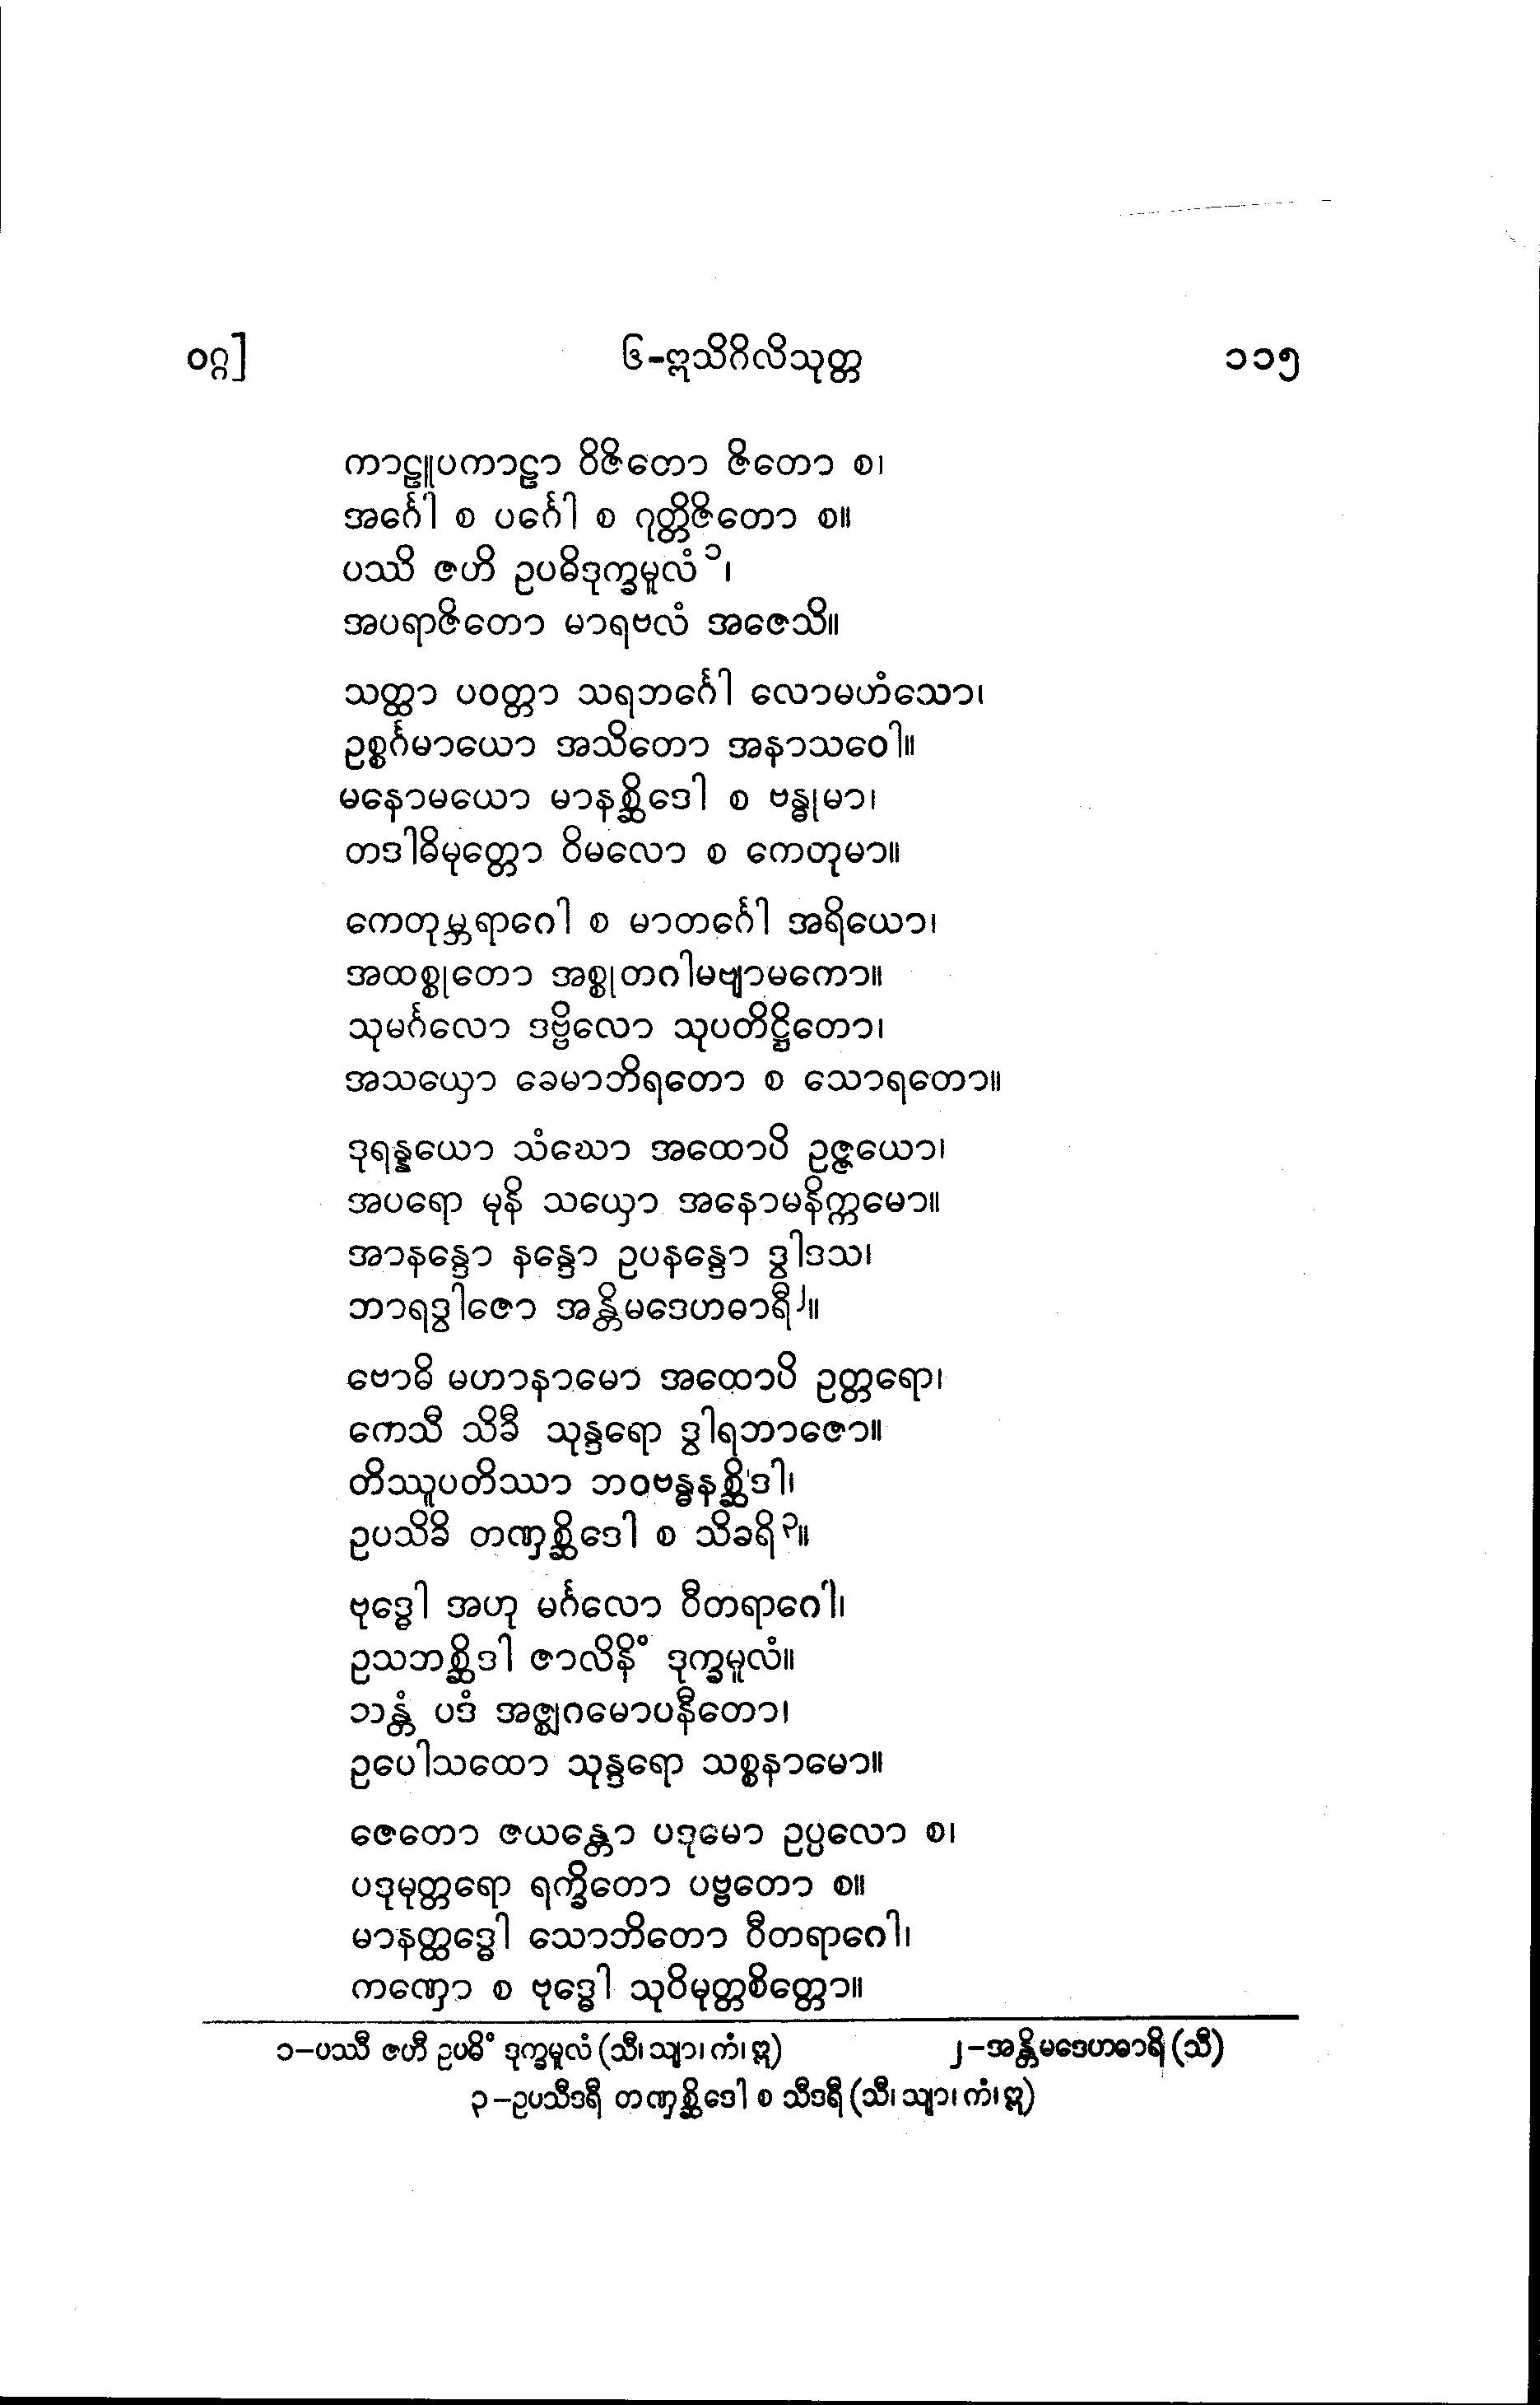 ဝဂ္ဂ] ၆-ဣသိဂိလိသုတ္တ ၁၁၅
ကာဠူပကာဠာ ဝိဇိတော ဇိတော စ၊
အင်္ဂေါ စ ပင်္ဂေါ စ ဂုတ္တိဇိတော စ။
ပဿိ ဇဟိ ဥပဓိဒုက္ခမူလံ၁၊
အပရာဇိတော မာရဗလံ အဇေသိ။
သတ္ထာ ပဝတ္တာ သရဘင်္ဂေါ လောမဟံသော၊
ဥစ္စင်္ဂမာယော အသိတော အနာသဝေါ။
မနောမယော မာနစ္ဆိဒေါ စ ဗန္ဓုမာ၊
တဒါဓိမုတ္တော ဝိမလော စ ကေတုမာ။
ကေတုမ္ဘရာဂေါ စ မာတင်္ဂေါ အရိယော၊
အထစ္စုတော အစ္စုတဂါမဗျာမကော။
သုမင်္ဂလော ဒဗ္ဗိလော သုပတိဋ္ဌိတော၊
အသယှော ခေမာဘိရတော စ သောရတော။
ဒုရန္နယော သံဃော အထောပိ ဥဇ္ဇယော၊
အပရော မုနိ သယှော အနောမနိက္ကမော။
အာနန္ဒော နန္ဒော ဥပနန္ဒော ဒွါဒသ၊
ဘာရဒွါဇော အန္တိမဒေဟဓာရီ၂။
ဗောဓိ မဟာနာမော အထောပိ ဥတ္တရော၊
ကေသီ သိခီ သုန္ဒရော ဒွါရဘာဇော။
တိဿူပတိဿာ ဘဝဗန္ဓနစ္ဆိဒါ၊
ဥပသိခိ တဏှစ္ဆိဒေါ စ သိခရိ၃။
ဗုဒ္ဓေါ အဟု မင်္ဂလော ဝီတရာဂေါ၊
ဥသဘစ္ဆိဒါ ဇာလိနိံ ဒုက္ခမူလံ။
သန္တံ ပဒံ အဇ္ဈဂမောပနီတော၊
ဥပေါသထော သုန္ဒရော သစ္စနာမော။
ဇေတော ဇယန္တော ပဒုမော ဥပ္ပလော စ၊
ပဒုမုတ္တရော ရက္ခိတော ပဗ္ဗတော စ။
မာနတ္ထဒ္ဓေါ သောဘိတော ဝီတရာဂေါ၊
ကဏှော စ ဗုဒ္ဓေါ သုဝိမုတ္တစိတ္တော။
၁-ပဿီ ဇဟီ ဥပဓိံ ဒုက္ခမူလံ (သီ၊ သျာ၊ ကံ၊ ဣ) ၂-အန္တိမဒေဟဓာရိ (သီ)
၃-ဥပသီဒရီ တဏှစ္ဆိဒေါ စ သီဒရီ (သီ၊ သျာ၊ ကံ၊ ဣ)